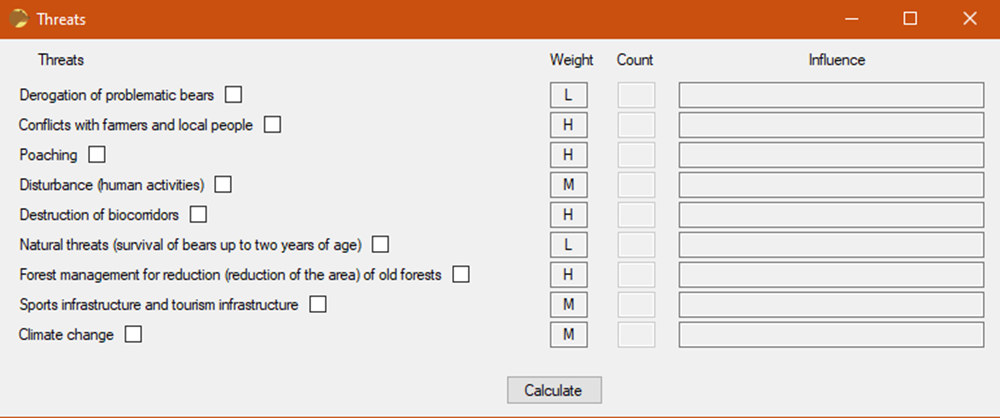 Threats
Threats Weight Count Influence
Derogation of problematic bears L
Conflicts with farmers and local people H
Poaching H
Disturbance (human activities) M
Destruction of biocorridors H
Natural threats (survival of bears up to two years of age) L
Forest management for reduction (reduction of the area) of old forests H
Sports infrastructure and tourism infrastructure M
Climate change M
Calculate